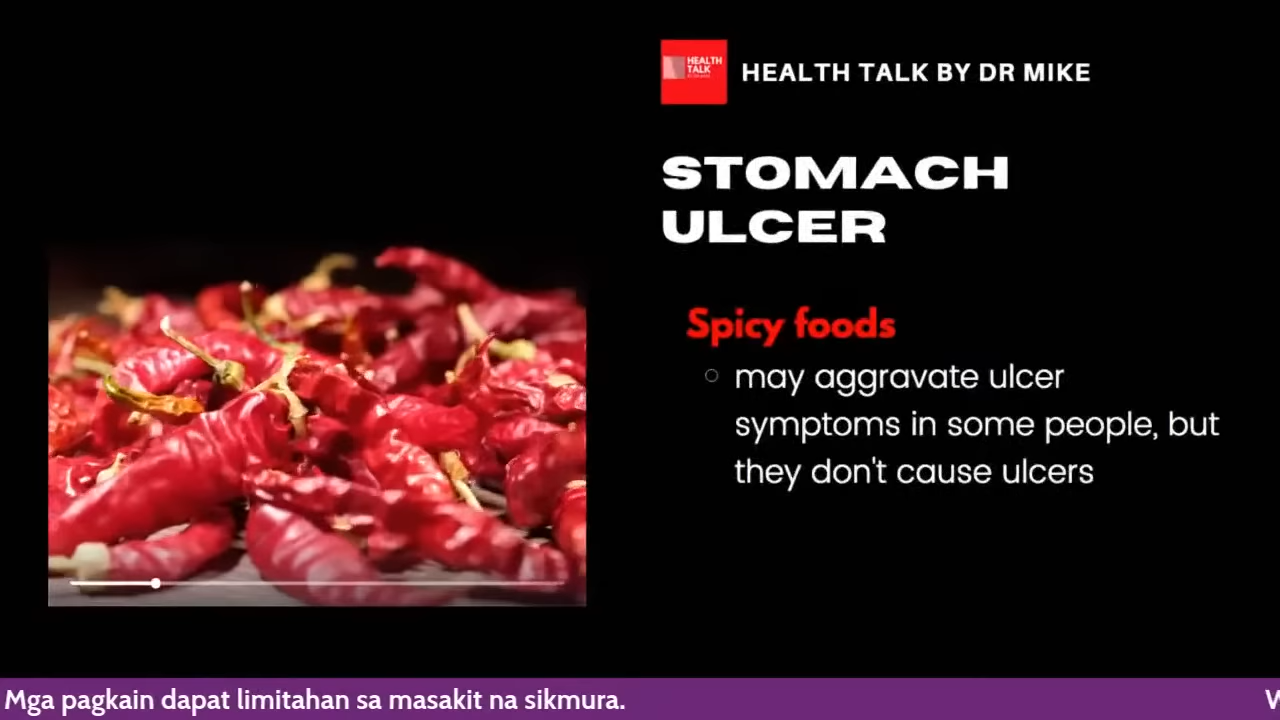 HEALTH
TALK
HEALTH TALK BY DR MIKE
STOMACH
ULCER
Spicy foods
may aggravate ulcer
symptoms in some people, but
they don't cause ulcers
Mga pagkain dapat limitahan sa masakit na sikmura.